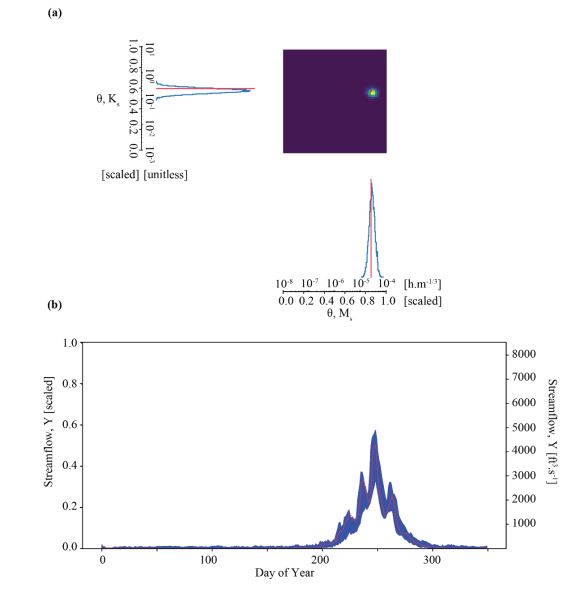 (a)
1.0 10¹
0.8
0.6 10⁰
θ, Kₛ
0.4 10⁻¹
0.2 10⁻²
0.0 10⁻³
[scaled] [unitless]
10⁻⁸ 10⁻⁷ 10⁻⁶ 10⁻⁵ 10⁻⁴ [h.m⁻¹ᐟ³]
0.0 0.2 0.4 0.6 0.8 1.0 [scaled]
θ, Mₛ
(b)
1.0
0.8
0.6
0.4
0.2
0.0
Streamflow, Y [scaled]
8000
7000
6000
5000
4000
3000
2000
1000
Streamflow, Y [ft³.s⁻¹]
0 100 200 300
Day of Year